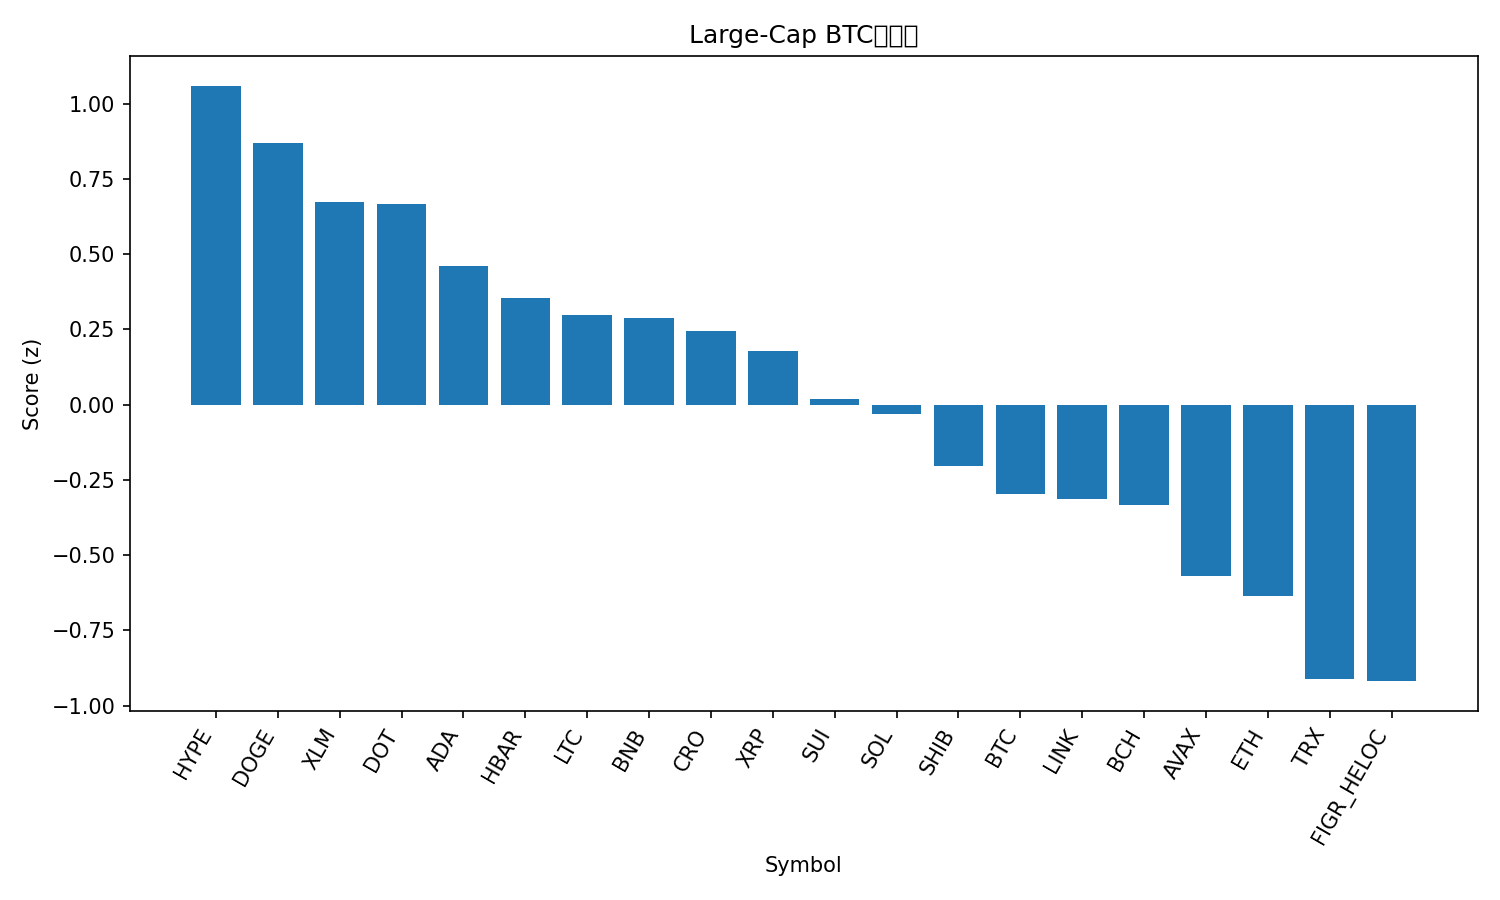 Large-Cap BTC
1.00
0.75
0.50
0.25
0.00
−0.25
−0.50
−0.75
−1.00
Score (z)
HYPE
DOGE
XLM
DOT
ADA
HBAR
LTC
BNB
CRO
XRP
SUI
SOL
SHIB
BTC
LINK
BCH
AVAX
ETH
TRX
FIGR_HELOC
Symbol